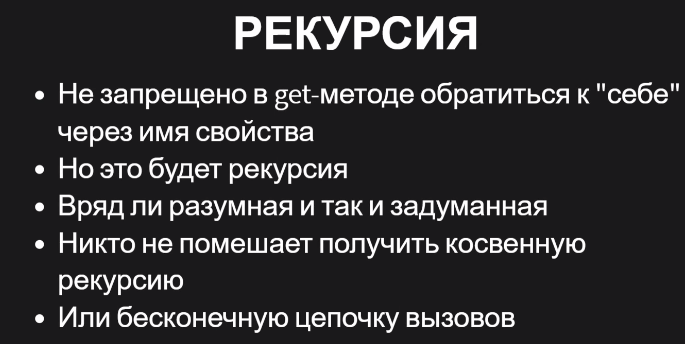 РЕКУРСИЯ
• Не запрещено в get-методе обратиться к "себе"
через имя свойства
• Но это будет рекурсия
• Вряд ли разумная и так и задуманная
• Никто не помешает получить косвенную
рекурсию
• Или бесконечную цепочку вызовов